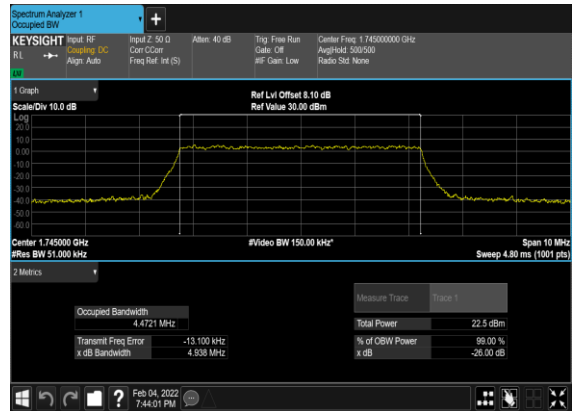 Spectrum Analyzer 1
Occupied BW
+
KEYSIGHT Input: RF Input Z: 50 Ω Atten: 40 dB Trig: Free Run Center Freq: 1.745000000 GHz
RL Coupling: DC Corr CCorr Gate: Off Avg|Hold: 500/500
Align: Auto Freq Ref: Int (S) #IF Gain: Low Radio Std: None
1 Graph
Ref Lvl Offset 8.10 dB
Scale/Div 10.0 dB Ref Value 30.00 dBm
Log
20.0
10.0
0.00
-10.0
-20.0
-30.0
-40.0
-50.0
-60.0
Center 1.745000 GHz #Video BW 150.00 kHz* Span 10 MHz
#Res BW 51.000 kHz Sweep 4.80 ms (1001 pts)
2 Metrics
Measure Trace Trace 1
Occupied Bandwidth
4.4721 MHz Total Power 22.5 dBm
Transmit Freq Error -13.100 kHz % of OBW Power 99.00 %
x dB Bandwidth 4.938 MHz x dB -26.00 dB
? Feb 04, 2022
7:44:01 PM